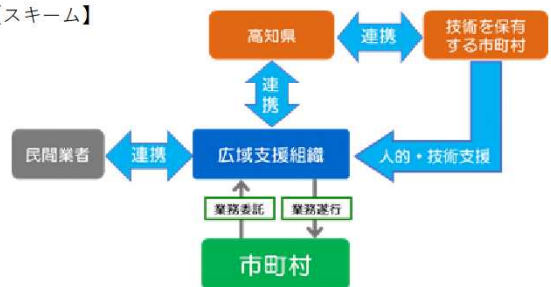 【スキーム】
高知県
連携
技術を保有
する市町村
連
携
民間業者
連携
広域支援組織
人的・技術支援
業務委託
業務遂行
市町村